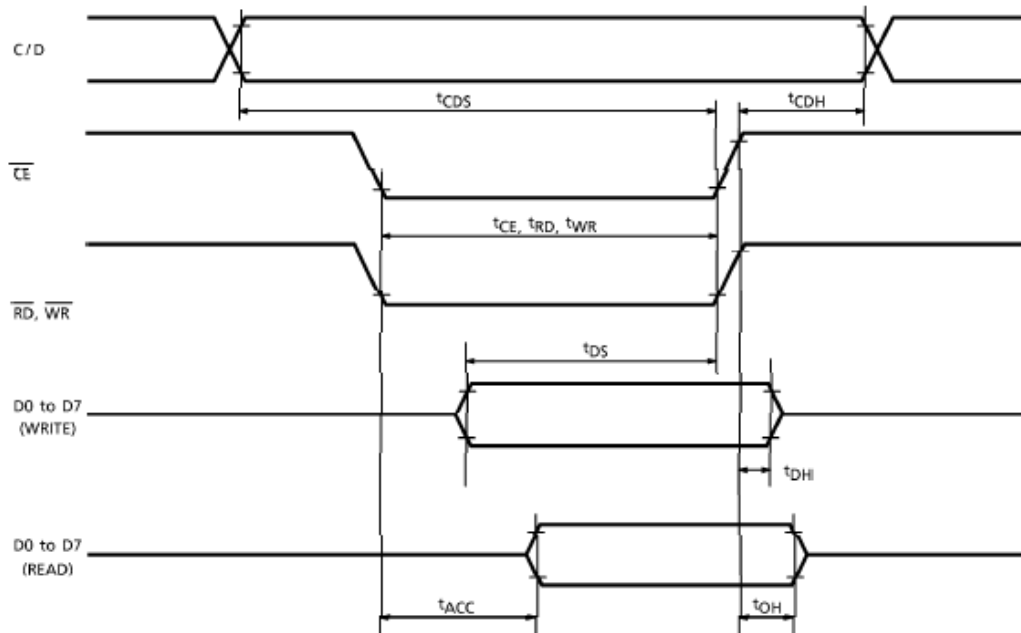 C/D
tCDS
tCDH
CE
tCE, tRD, tWR
RD, WR
tDS
D0 to D7
(WRITE)
tDHI
D0 to D7
(READ)
tACC
tOH